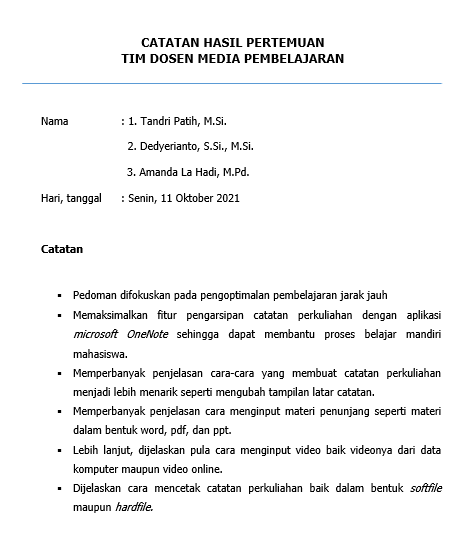 CATATAN HASIL PERTEMUAN
TIM DOSEN MEDIA PEMBELAJARAN
Nama : 1. Tandri Patih, M.Si.
2. Dedyerianto, S.Si., M.Si.
3. Amanda La Hadi, M.Pd.
Hari, tanggal : Senin, 11 Oktober 2021
Catatan
▪ Pedoman difokuskan pada pengoptimalan pembelajaran jarak jauh
▪ Memaksimalkan fitur pengarsipan catatan perkuliahan dengan aplikasi
microsoft OneNote sehingga dapat membantu proses belajar mandiri
mahasiswa.
▪ Memperbanyak penjelasan cara-cara yang membuat catatan perkuliahan
menjadi lebih menarik seperti mengubah tampilan latar catatan.
▪ Memperbanyak penjelasan cara menginput materi penunjang seperti materi
dalam bentuk word, pdf, dan ppt.
▪ Lebih lanjut, dijelaskan pula cara menginput video baik videonya dari data
komputer maupun video online.
▪ Dijelaskan cara mencetak catatan perkuliahan baik dalam bentuk softfile
maupun hardfile.